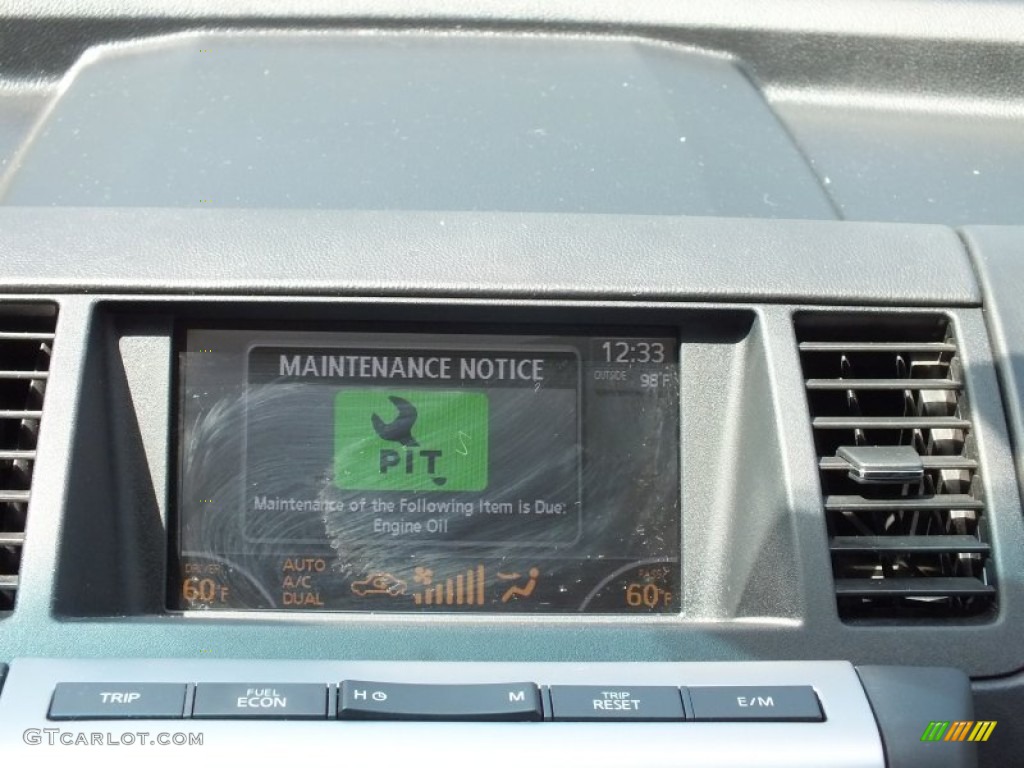 MAINTENANCE NOTICE
12:33
OUTSIDE
98°F
PIT
Maintenance of the Following Item is Due:
Engine Oil
DRIVER
60°F
AUTO
A/C
DUAL
60°F
TRIP
FUEL
ECON
H
M
TRIP
RESET
E/M
GTCARLOT.COM